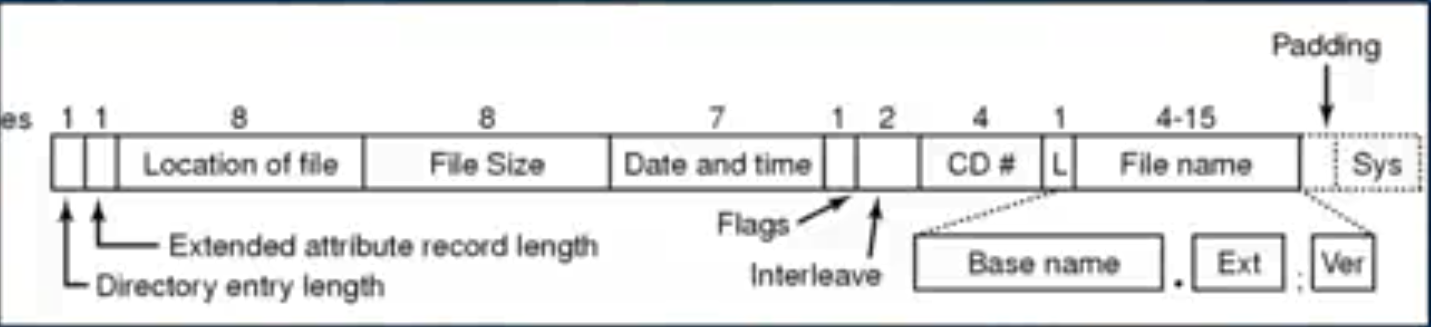 Padding
es 1 1 8 8 7 1 2 4 1 4-15
Location of file File Size Date and time CD # L File name Sys
Flags
Extended attribute record length
Interleave
Base name . Ext ; Ver
Directory entry length